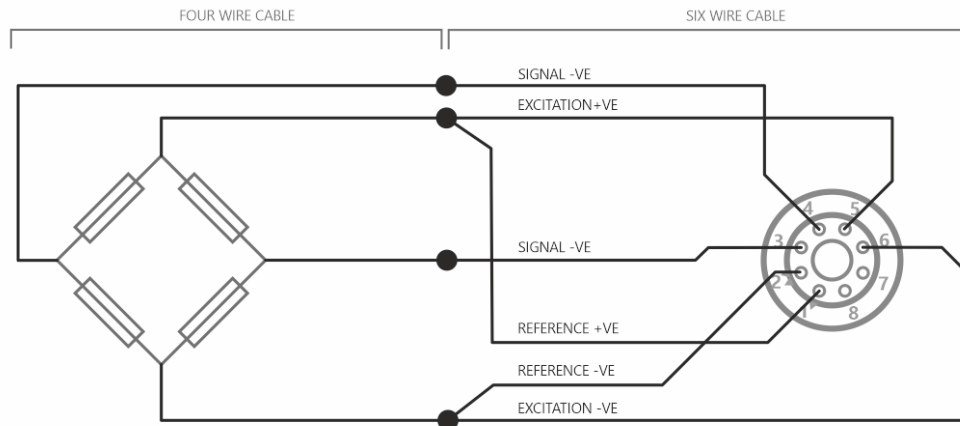 FOUR WIRE CABLE
SIX WIRE CABLE
SIGNAL -VE
EXCITATION+VE
4 5
3 6
SIGNAL -VE
2 7
1 8
REFERENCE +VE
REFERENCE -VE
EXCITATION -VE